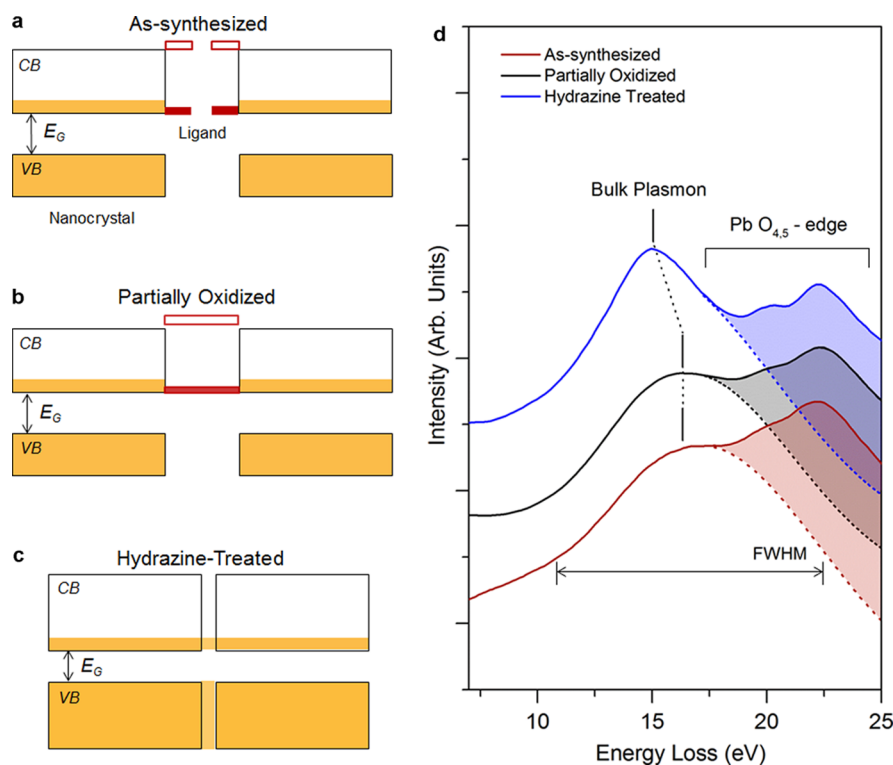 a
As-synthesized
CB
E_G
Ligand
VB
Nanocrystal
b
Partially Oxidized
CB
E_G
VB
c
Hydrazine-Treated
CB
E_G
VB
d
As-synthesized
Partially Oxidized
Hydrazine Treated
Bulk Plasmon
Pb O4,5 - edge
FWHM
Intensity (Arb. Units)
10 15 20 25
Energy Loss (eV)